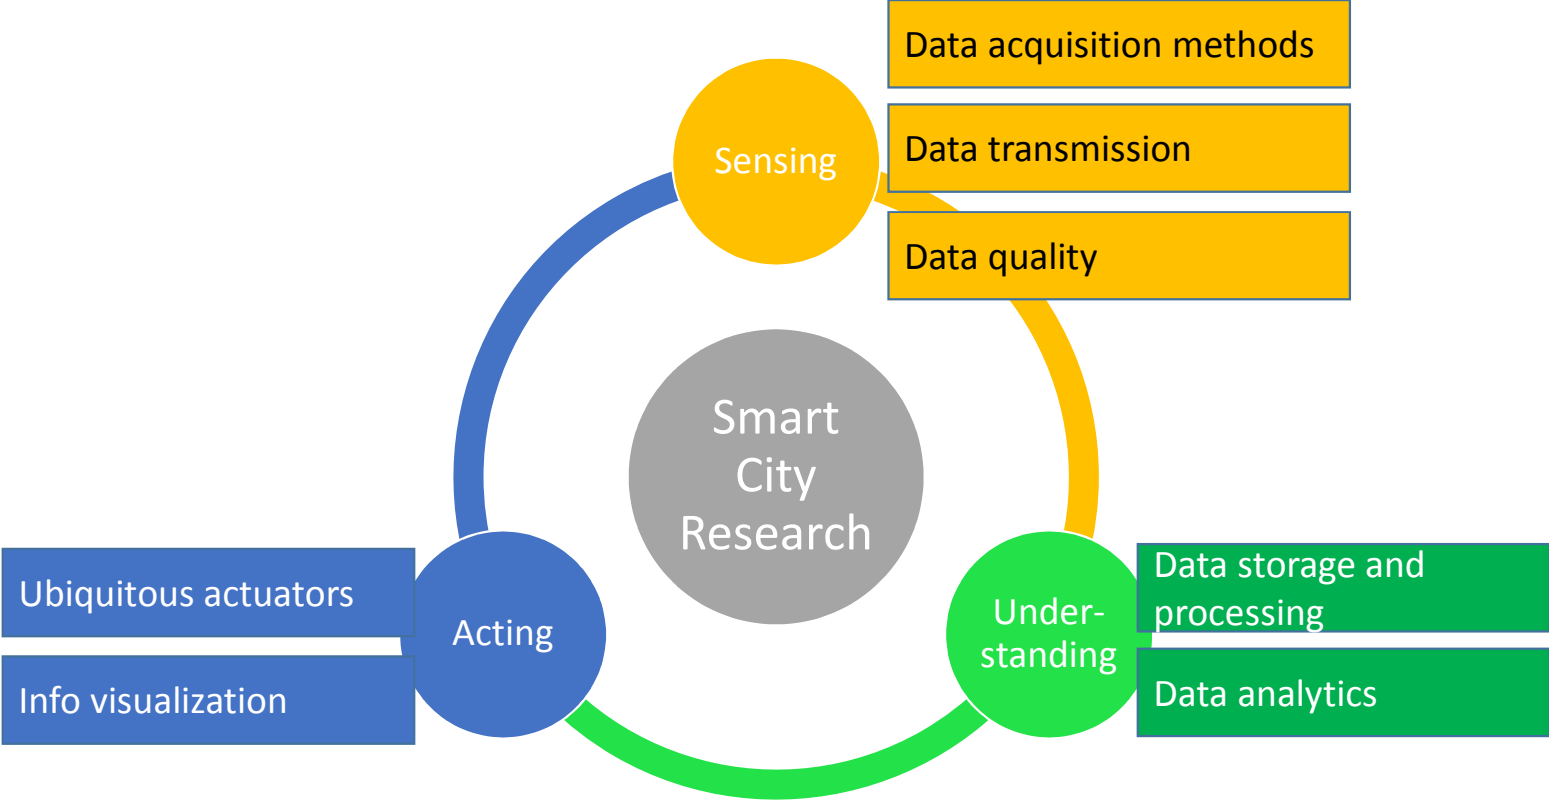 Data acquisition methods
Sensing
Data transmission
Data quality
Smart
City
Research
Ubiquitous actuators
Acting
Info visualization
Under-
standing
Data storage and
processing
Data analytics